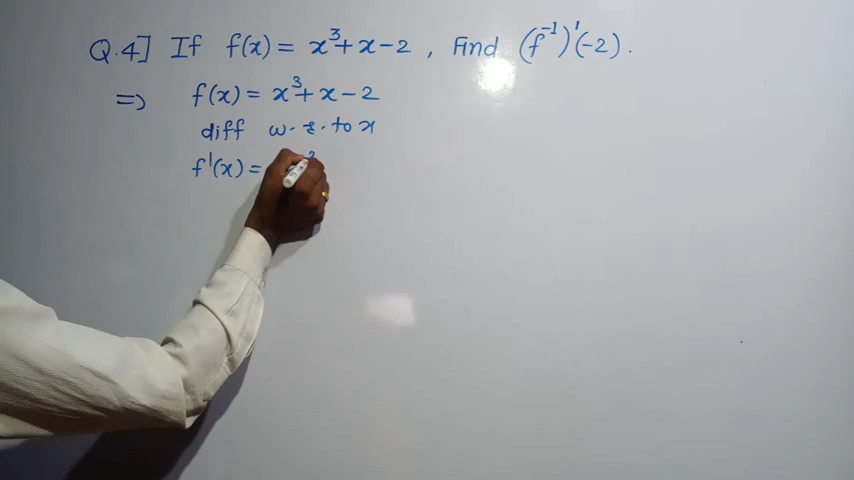 Q.4] If f(x) = x³+x-2, Find (f⁻¹)'(-2).
=> f(x) = x³+x-2
diff w.r.to x
f'(x) =